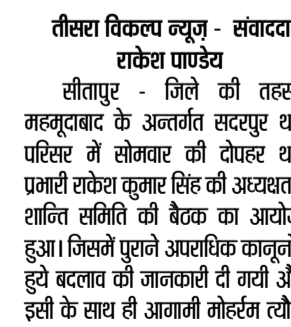 तीसरा विकल्प न्यूज़ - संवाददा
राकेश पाण्डेय
सीतापुर - जिले की तहस
महमूदाबाद के अन्तर्गत सदरपुर थ
परिसर में सोमवार की दोपहर थ
प्रभारी राकेश कुमार सिंह की अध्यक्षत
शान्ति समिति की बैठक का आयो
हुआ। जिसमें पुराने अपराधिक कानून
हुये बदलाव की जानकारी दी गयी औ
इसी के साथ ही आगामी मोहर्रम त्यौ